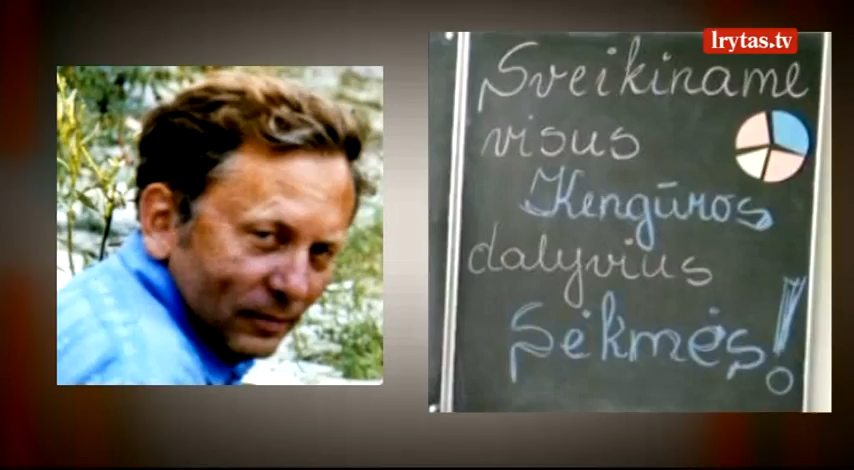 lrytas.tv
Sveikiname
visus
Kengūros
dalyvius
Sėkmės!